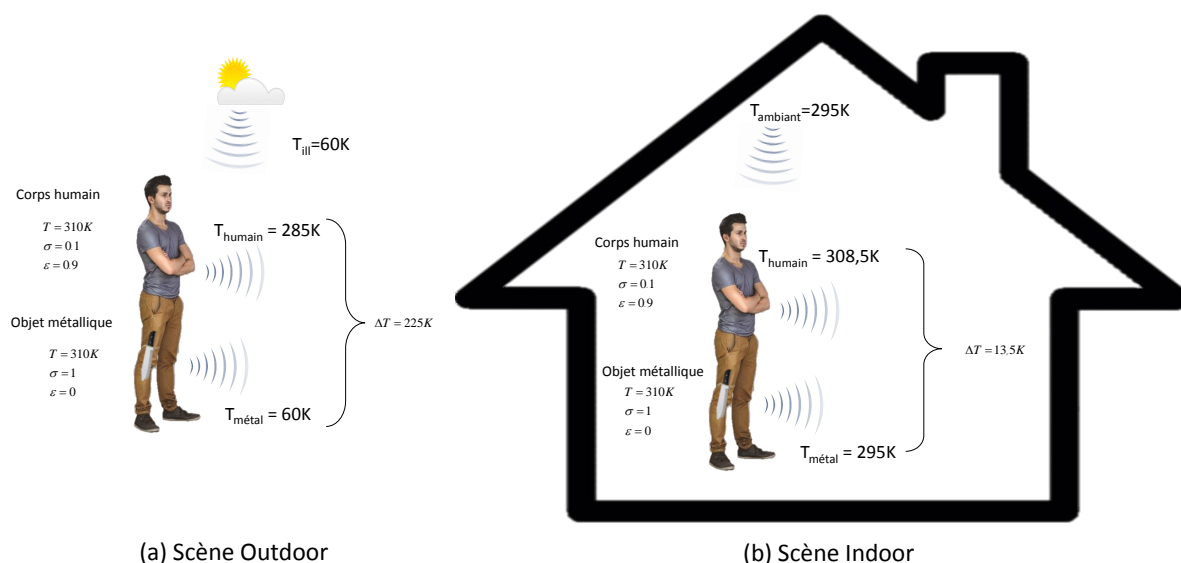 T_ill=60K
Corps humain
T = 310K
σ = 0.1
ε = 0.9
T_humain = 285K
Objet métallique
T = 310K
σ = 1
ε = 0
T_métal = 60K
ΔT = 225K
(a) Scène Outdoor
T_ambiant=295K
Corps humain
T = 310K
σ = 0.1
ε = 0.9
T_humain = 308,5K
Objet métallique
T = 310K
σ = 1
ε = 0
T_métal = 295K
ΔT = 13,5K
(b) Scène Indoor